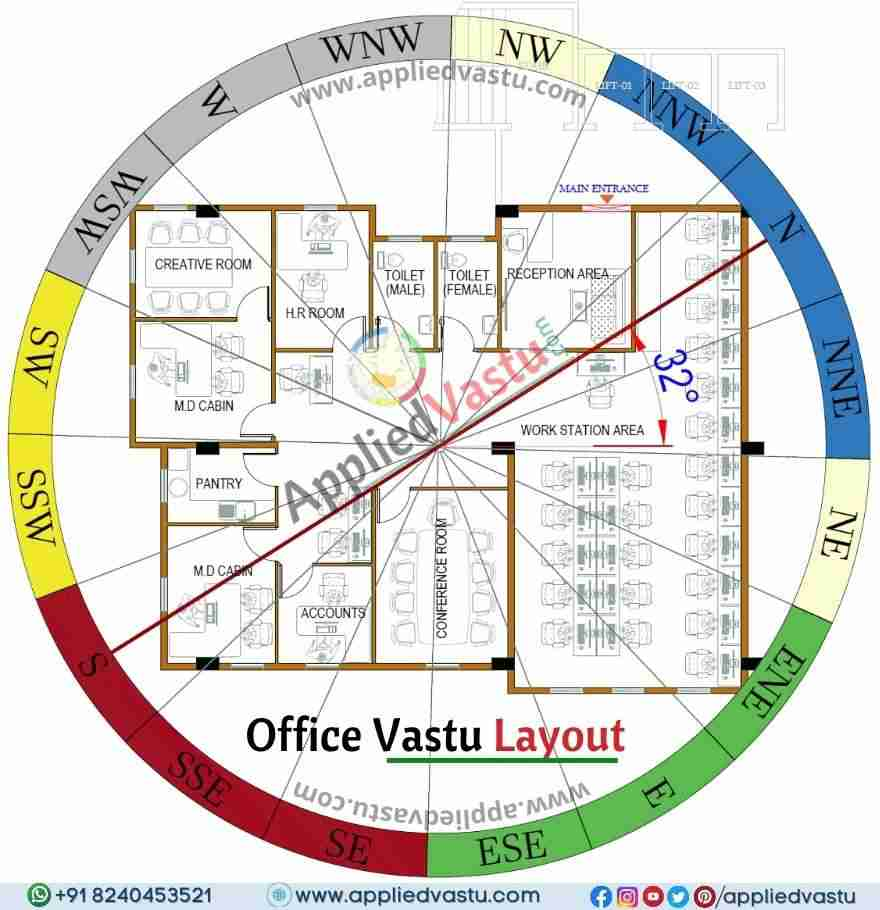 WNW
NW
www.appliedvastu.com
W
NNW
LIFT-01
LIFT-02
LIFT-03
WSW
N
MAIN ENTRANCE
CREATIVE ROOM
H.R ROOM
TOILET
(MALE)
TOILET
(FEMALE)
RECEPTION AREA
SW
M.D CABIN
AppliedVastu
.com
32°
NNE
WORK STATION AREA
SSW
PANTRY
NE
M.D CABIN
ACCOUNTS
CONFERENCE ROOM
S
ENE
Office Vastu Layout
SSE
E
www.appliedvastu.com
SE
ESE
+91 8240453521
www.appliedvastu.com
/appliedvastu